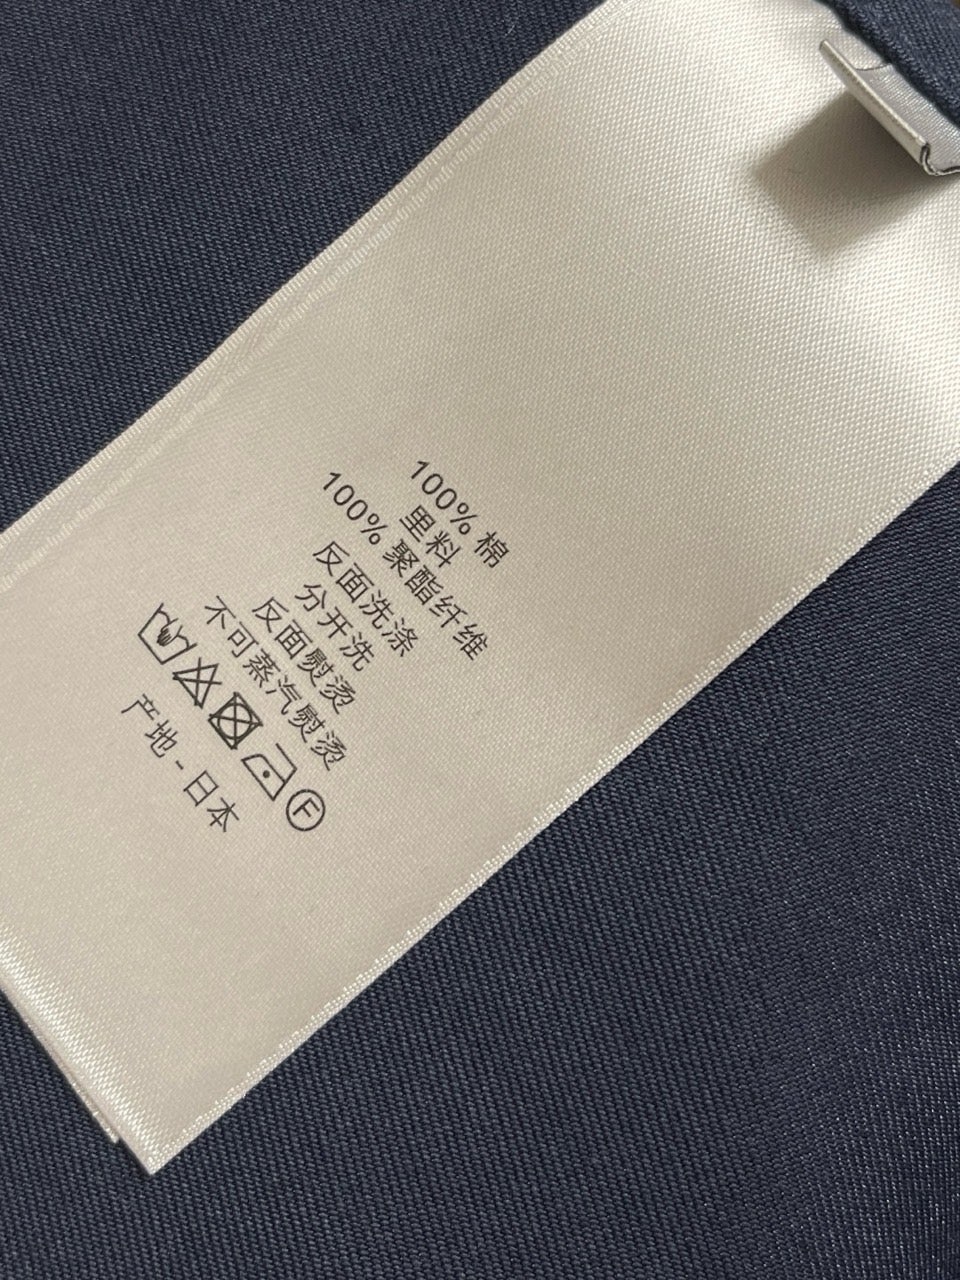 100% 棉
里料
100% 聚酯纤维
反面洗涤
分开洗
反面熨烫
不可蒸汽熨烫
F
产地 - 日本